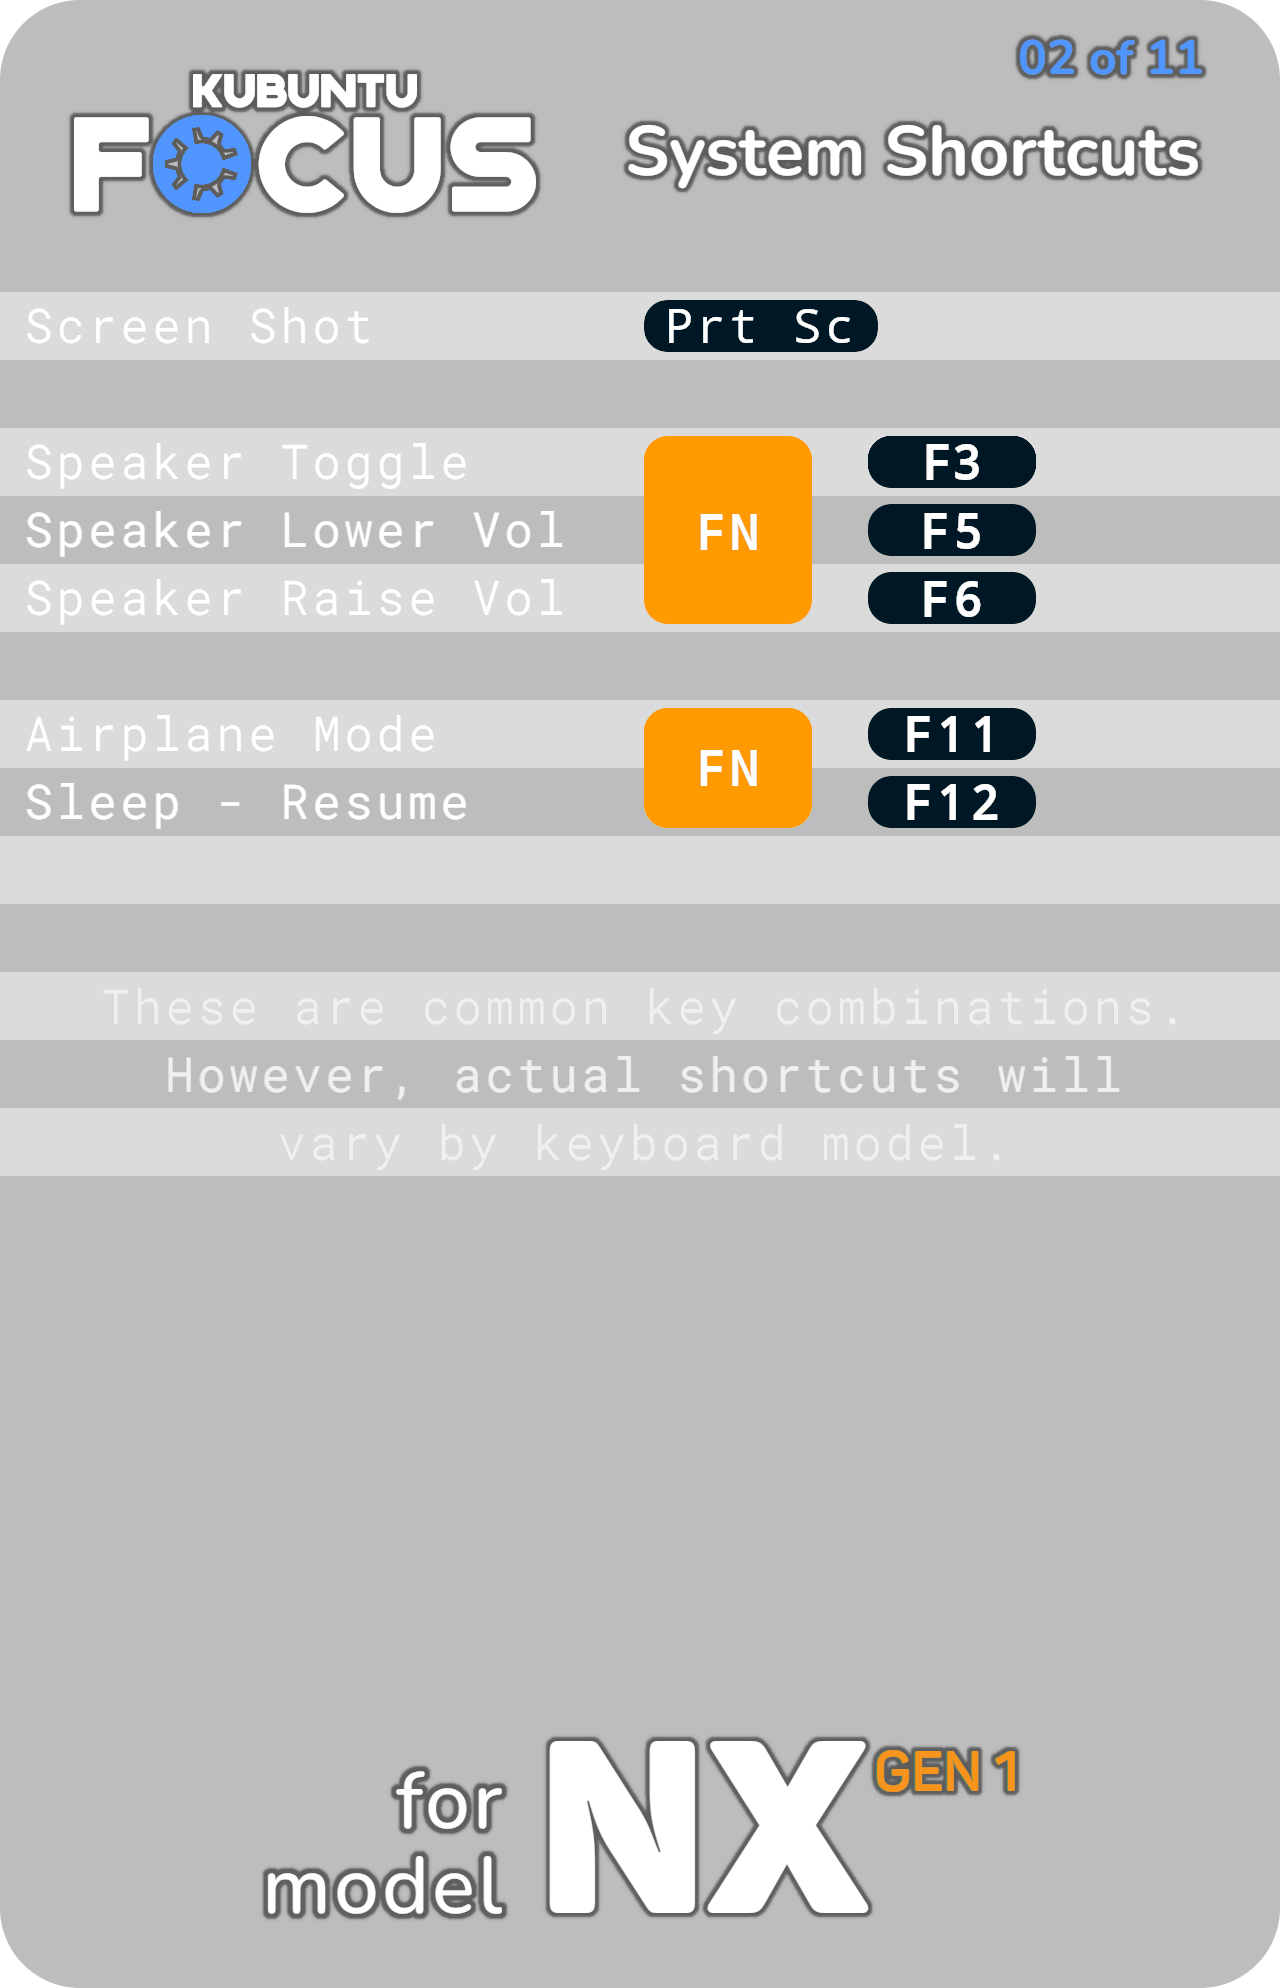 02 of 11
KUBUNTU
FOCUS
System Shortcuts
Screen Shot Prt Sc
Speaker Toggle F3
Speaker Lower Vol FN F5
Speaker Raise Vol F6
Airplane Mode F11
FN
Sleep - Resume F12
These are common key combinations.
However, actual shortcuts will
vary by keyboard model.
for
model
NX GEN 1